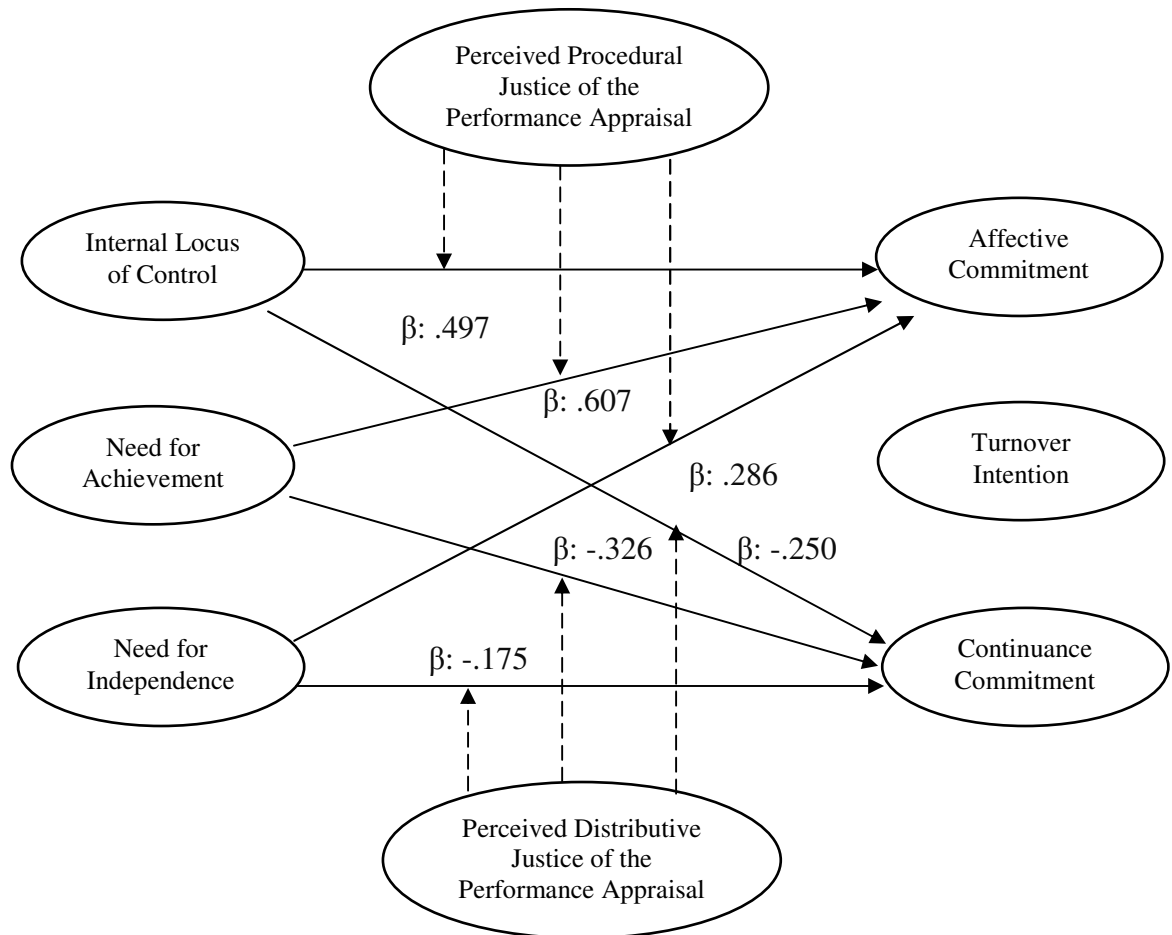 Perceived Procedural
Justice of the
Performance Appraisal
Internal Locus
of Control
Affective
Commitment
β: .497
β: .607
Need for
Achievement
Turnover
Intention
β: .286
β: -.326
β: -.250
Need for
Independence
β: -.175
Continuance
Commitment
Perceived Distributive
Justice of the
Performance Appraisal